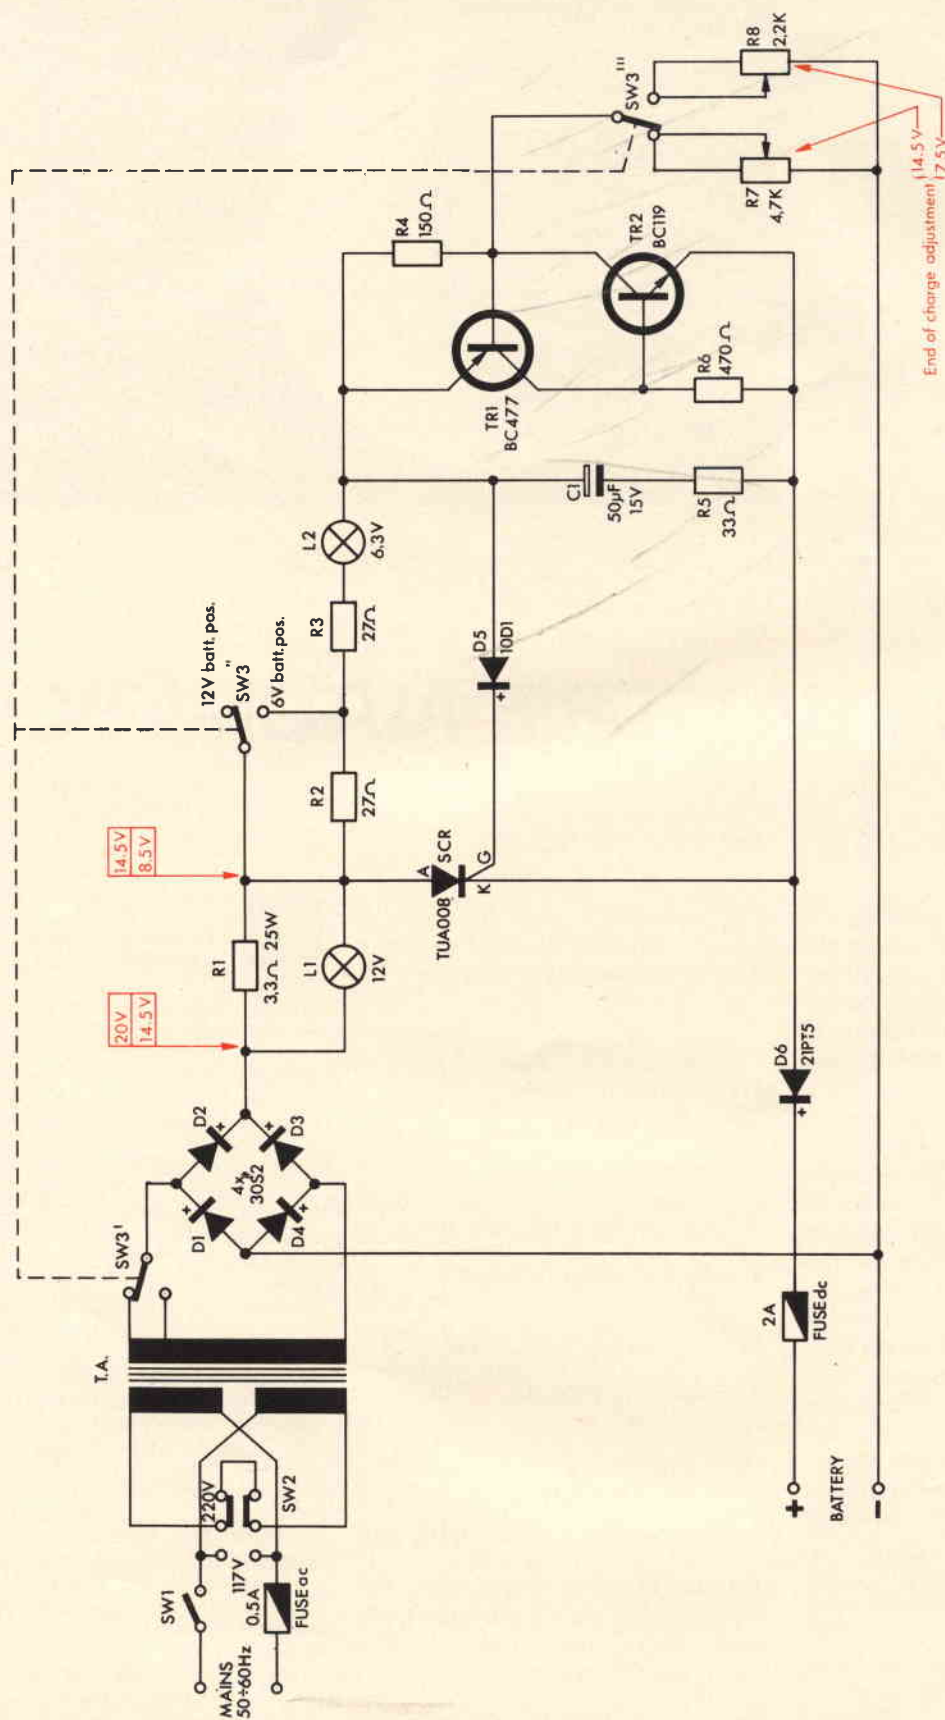 MAINS
50÷60Hz
SW1
0.5A
FUSE ac
117V
220V
SW2
T.A.
SW3'
D1
D2
D3
D4
4x
30S2
20V
14.5V
R1
3,3Ω 25W
L1
12V
14.5V
8.5V
12V batt. pos.
SW3"
6V batt. pos.
R2
27Ω
R3
27Ω
L2
6.3V
A
SCR
TUA008
K
G
D5
10D1
C1
50µF
15V
R5
33Ω
TR1
BC477
R4
150Ω
TR2
BC119
R6
470Ω
SW3'''
R7
4,7K
R8
2,2K
End of charge adjustment
14.5V
7.5V
D6
21PT5
2A
FUSE dc
+
BATTERY
-